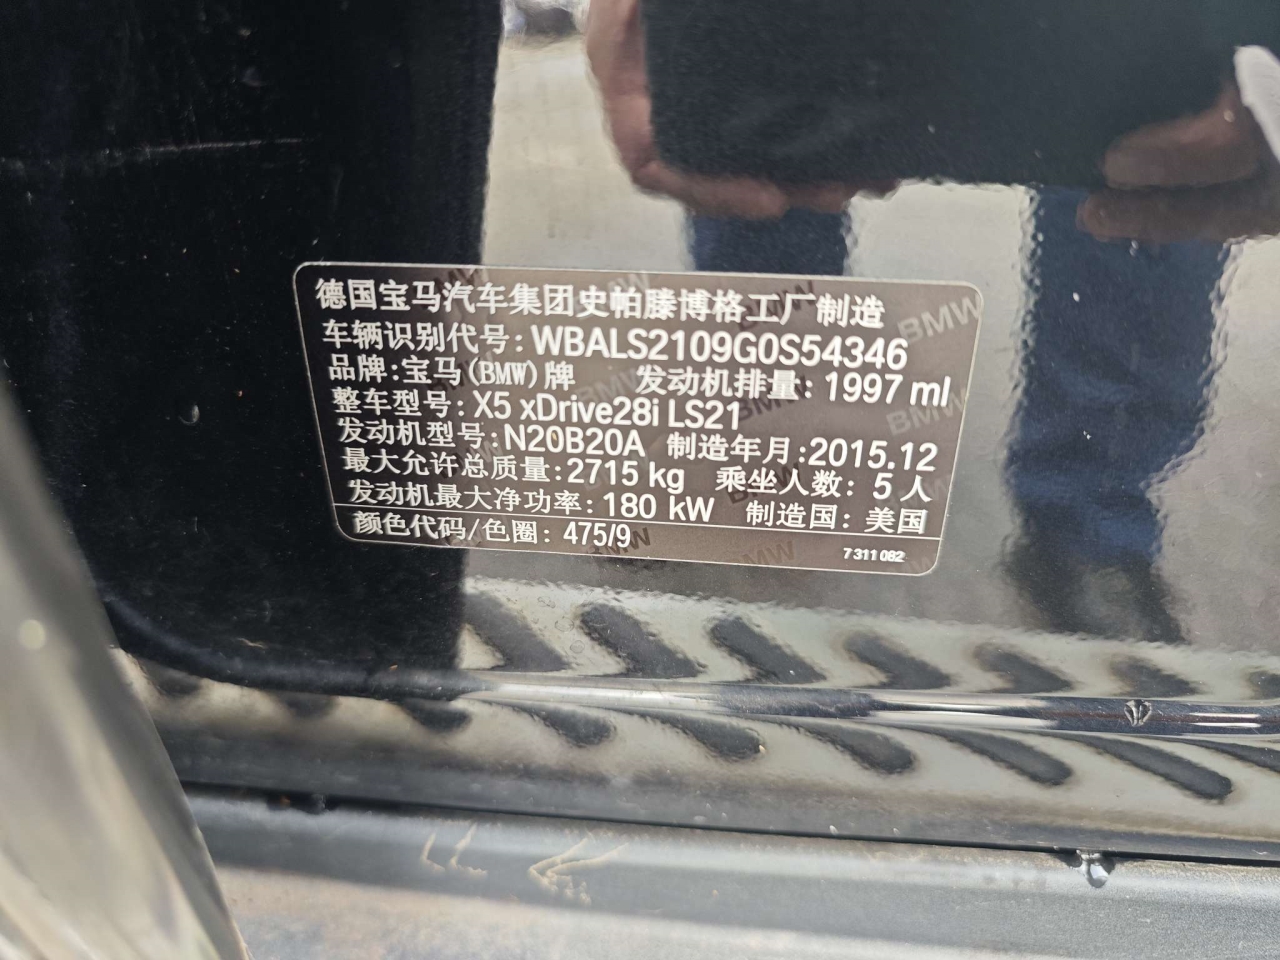 德国宝马汽车集团史帕滕博格工厂制造
车辆识别代号：WBALS2109G0S54346
品牌：宝马(BMW)牌 发动机排量：1997 ml
整车型号：X5 xDrive28i LS21
发动机型号：N20B20A 制造年月：2015.12
最大允许总质量：2715 kg 乘坐人数：5 人
发动机最大净功率：180 kW 制造国：美国
颜色代码/色圈：475/9
7 311 082